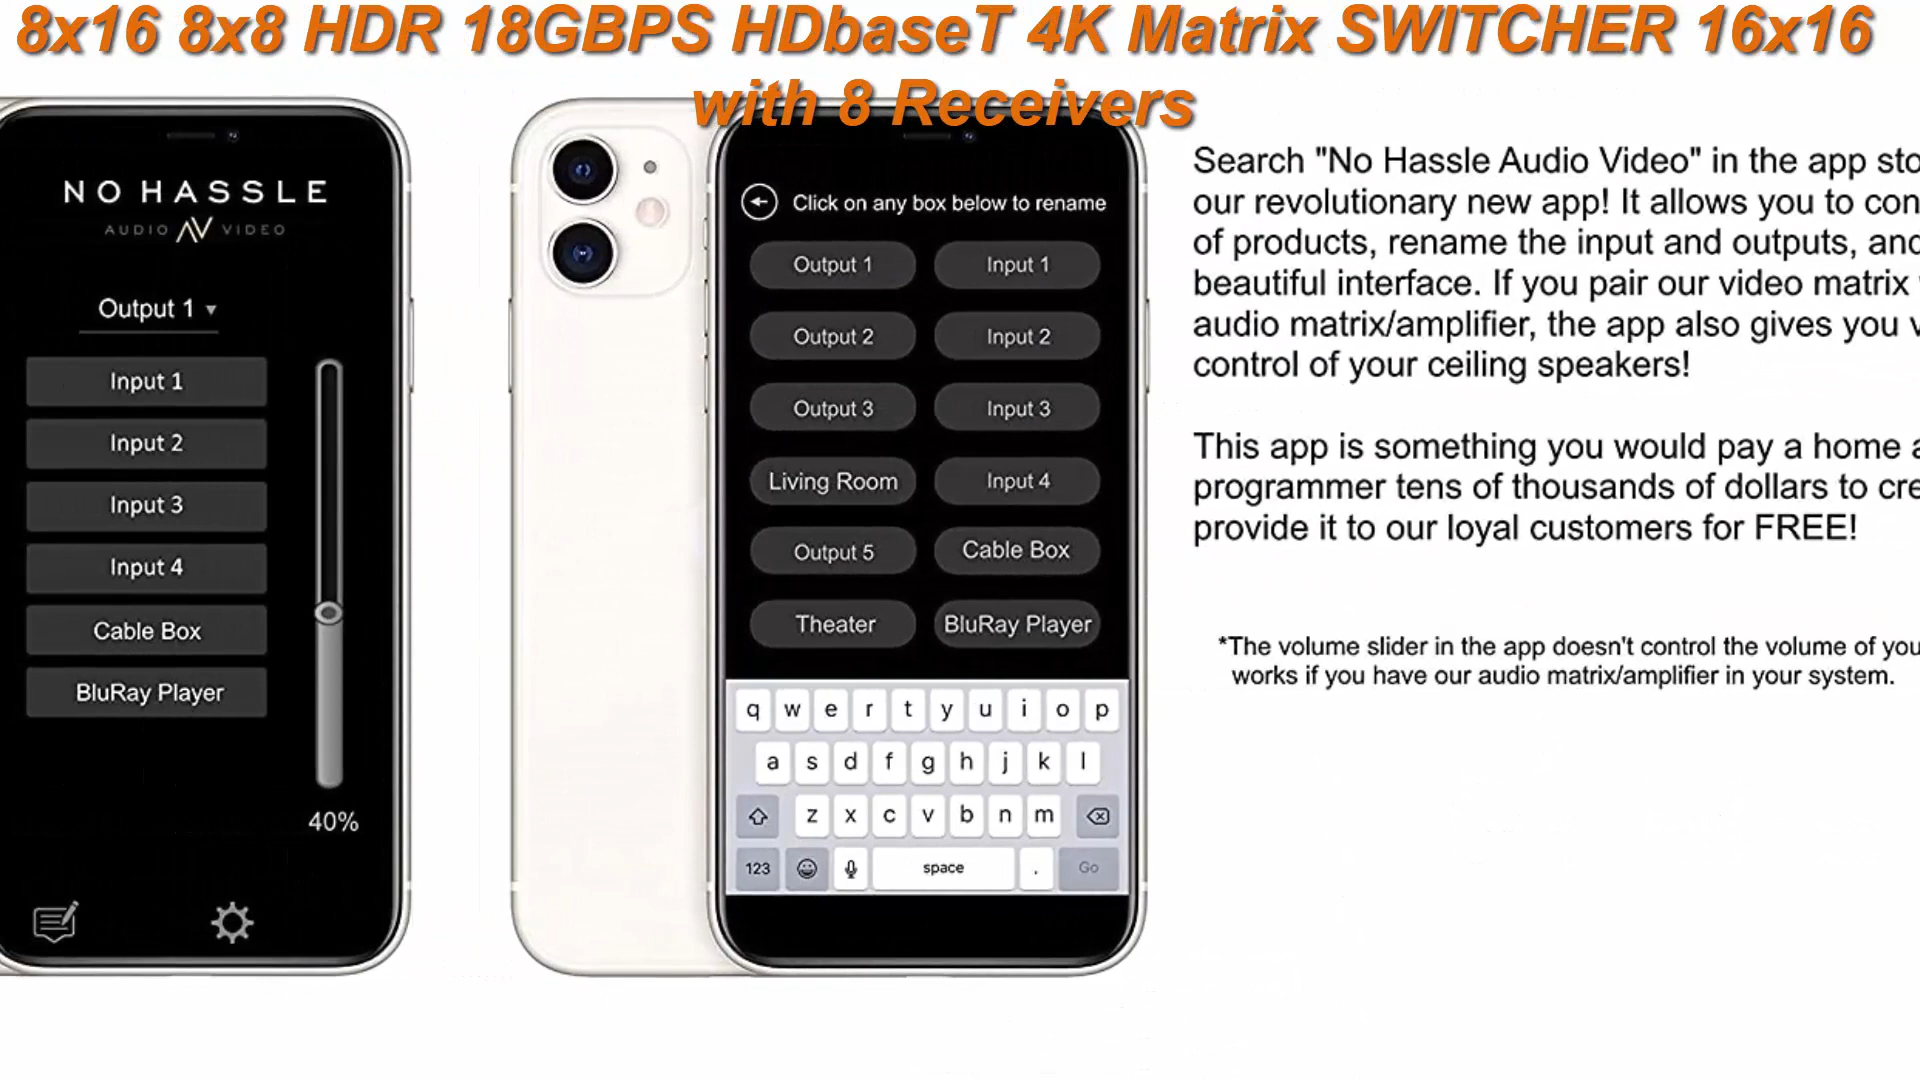 8x16 8x8 HDR 18GBPS HDbaseT 4K Matrix SWITCHER 16x16
with 8 Receivers
NO HASSLE
AUDIO AV VIDEO
Output 1
Input 1
Input 2
Input 3
Input 4
Cable Box
BluRay Player
40%
Click on any box below to rename
Output 1 Input 1
Output 2 Input 2
Output 3 Input 3
Living Room Input 4
Output 5 Cable Box
Theater BluRay Player
q w e r t y u i o p
a s d f g h j k l
z x c v b n m
123 space . Go
Search "No Hassle Audio Video" in the app
our revolutionary new app! It allows you to
of products, rename the input and outputs,
beautiful interface. If you pair our video matrix
audio matrix/amplifier, the app also gives you
control of your ceiling speakers!
This app is something you would pay a home
programmer tens of thousands of dollars to
provide it to our loyal customers for FREE!
*The volume slider in the app doesn't control the volume of
works if you have our audio matrix/amplifier in your system.